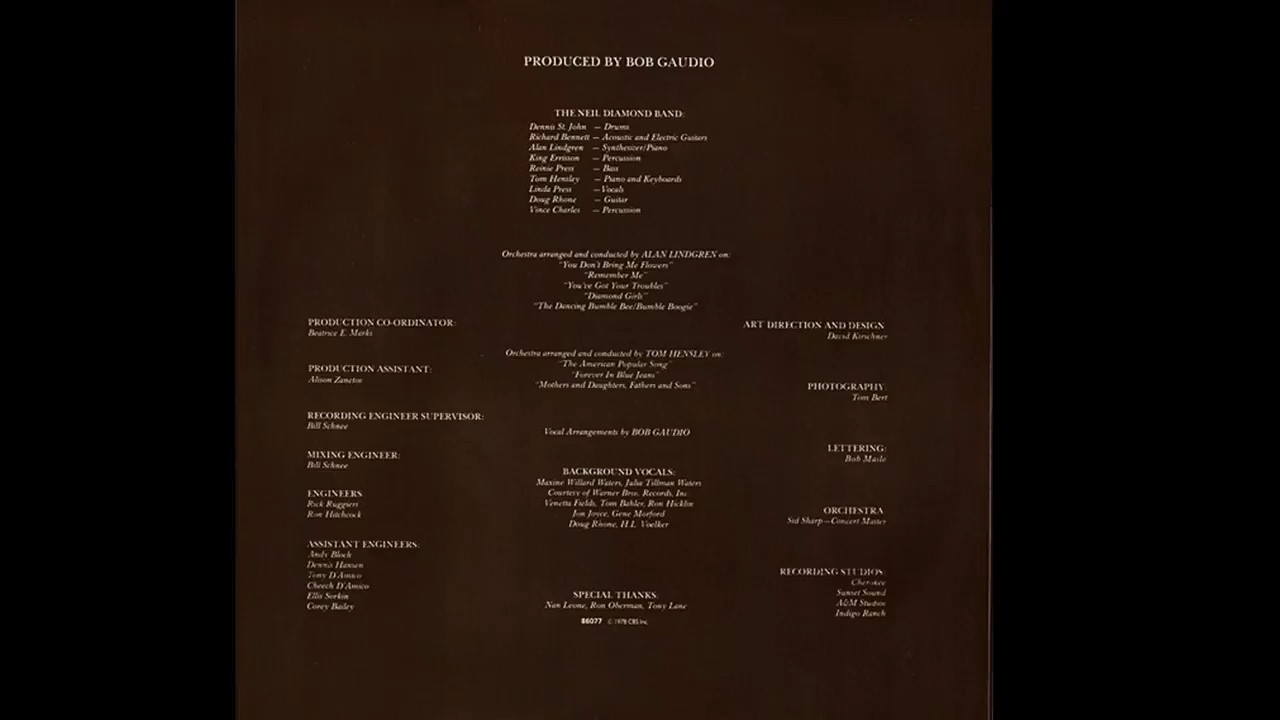 PRODUCED BY BOB GAUDIO
THE NEIL DIAMOND BAND:
Dennis St. John — Drums
Richard Bennett — Acoustic and Electric Guitars
Alan Lindgren — Synthesizer/Piano
King Errisson — Percussion
Reinie Press — Bass
Tom Hensley — Piano and Keyboards
Linda Press — Vocals
Doug Rhone — Guitar
Vince Charles — Percussion
Orchestra arranged and conducted by ALAN LINDGREN on:
"You Don't Bring Me Flowers"
"Remember Me"
"You've Got Your Troubles"
"Diamond Girls"
"The Dancing Bumble Bee/Bumble Boogie"
Orchestra arranged and conducted by TOM HENSLEY on:
"The American Popular Song"
"Forever In Blue Jeans"
"Mothers and Daughters, Fathers and Sons"
Vocal Arrangements by BOB GAUDIO
BACKGROUND VOCALS:
Maxine Willard Waters, Julia Tillman Waters
Courtesy of Warner Bros. Records, Inc.
Venetta Fields, Tom Bahler, Ron Hicklin
Jon Joyce, Gene Morford
Doug Rhone, H.L. Voelker
SPECIAL THANKS:
Nan Leone, Ron Oberman, Tony Lane
86077 © 1978 CBS Inc.
PRODUCTION CO-ORDINATOR:
Beatrice E. Marks
PRODUCTION ASSISTANT:
Alison Zanetos
RECORDING ENGINEER SUPERVISOR:
Bill Schnee
MIXING ENGINEER:
Bill Schnee
ENGINEERS
Rick Ruggieri
Ron Hitchcock
ASSISTANT ENGINEERS:
Andy Bloch
Dennis Hansen
Tony D'Amico
Cheech D'Amico
Ellis Sorkin
Corey Bailey
ART DIRECTION AND DESIGN
David Kirschner
PHOTOGRAPHY:
Tom Bert
LETTERING:
Bob Maile
ORCHESTRA
Sid Sharp—Concert Master
RECORDING STUDIOS:
Cherokee
Sunset Sound
A&M Studios
Indigo Ranch